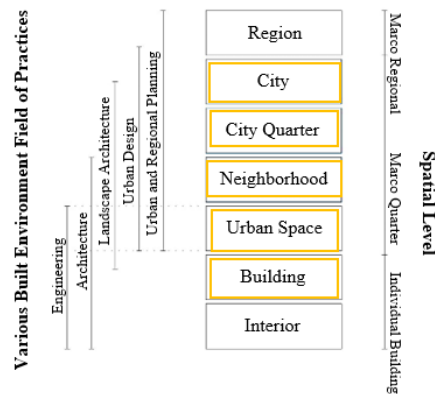 Various Built Environment Field of Practices
Engineering
Architecture
Landscape Architecture
Urban Design
Urban and Regional Planning
Region
City
City Quarter
Neighborhood
Urban Space
Building
Interior
Marco Regional
Marco Quarter
Individual Building
Spatial Level